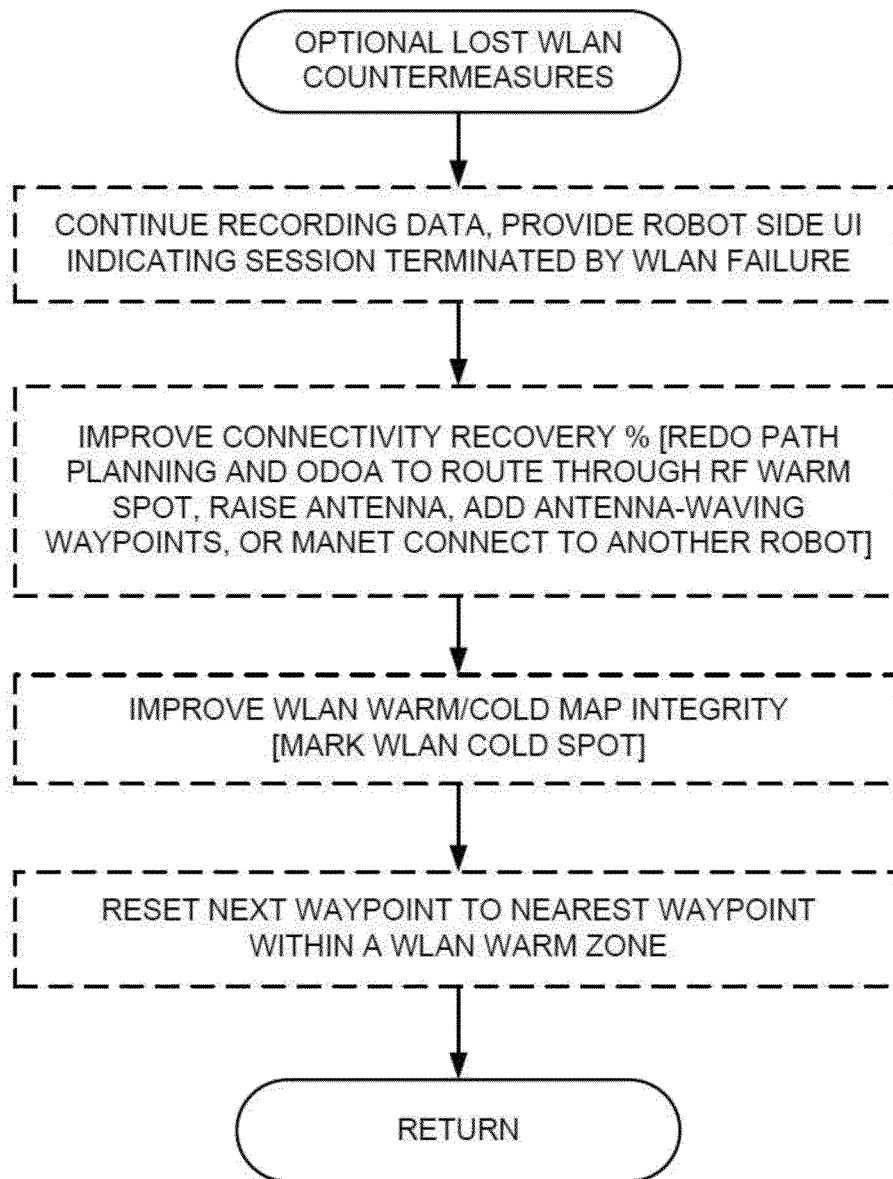 OPTIONAL LOST WLAN
COUNTERMEASURES
CONTINUE RECORDING DATA, PROVIDE ROBOT SIDE UI
INDICATING SESSION TERMINATED BY WLAN FAILURE
IMPROVE CONNECTIVITY RECOVERY % [REDO PATH
PLANNING AND ODOA TO ROUTE THROUGH RF WARM
SPOT, RAISE ANTENNA, ADD ANTENNA-WAVING
WAYPOINTS, OR MANET CONNECT TO ANOTHER ROBOT]
IMPROVE WLAN WARM/COLD MAP INTEGRITY
[MARK WLAN COLD SPOT]
RESET NEXT WAYPOINT TO NEAREST WAYPOINT
WITHIN A WLAN WARM ZONE
RETURN